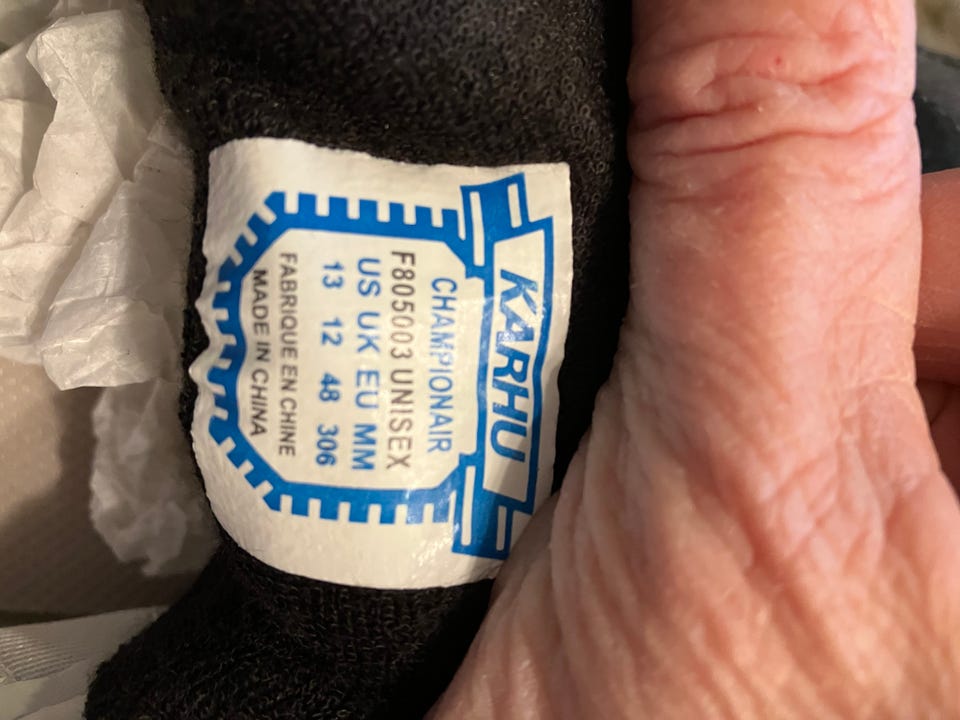 KARHU
CHAMPIONAIR
F805003 UNISEX
US UK EU MM
13 12 48 306
FABRIQUE EN CHINE
MADE IN CHINA